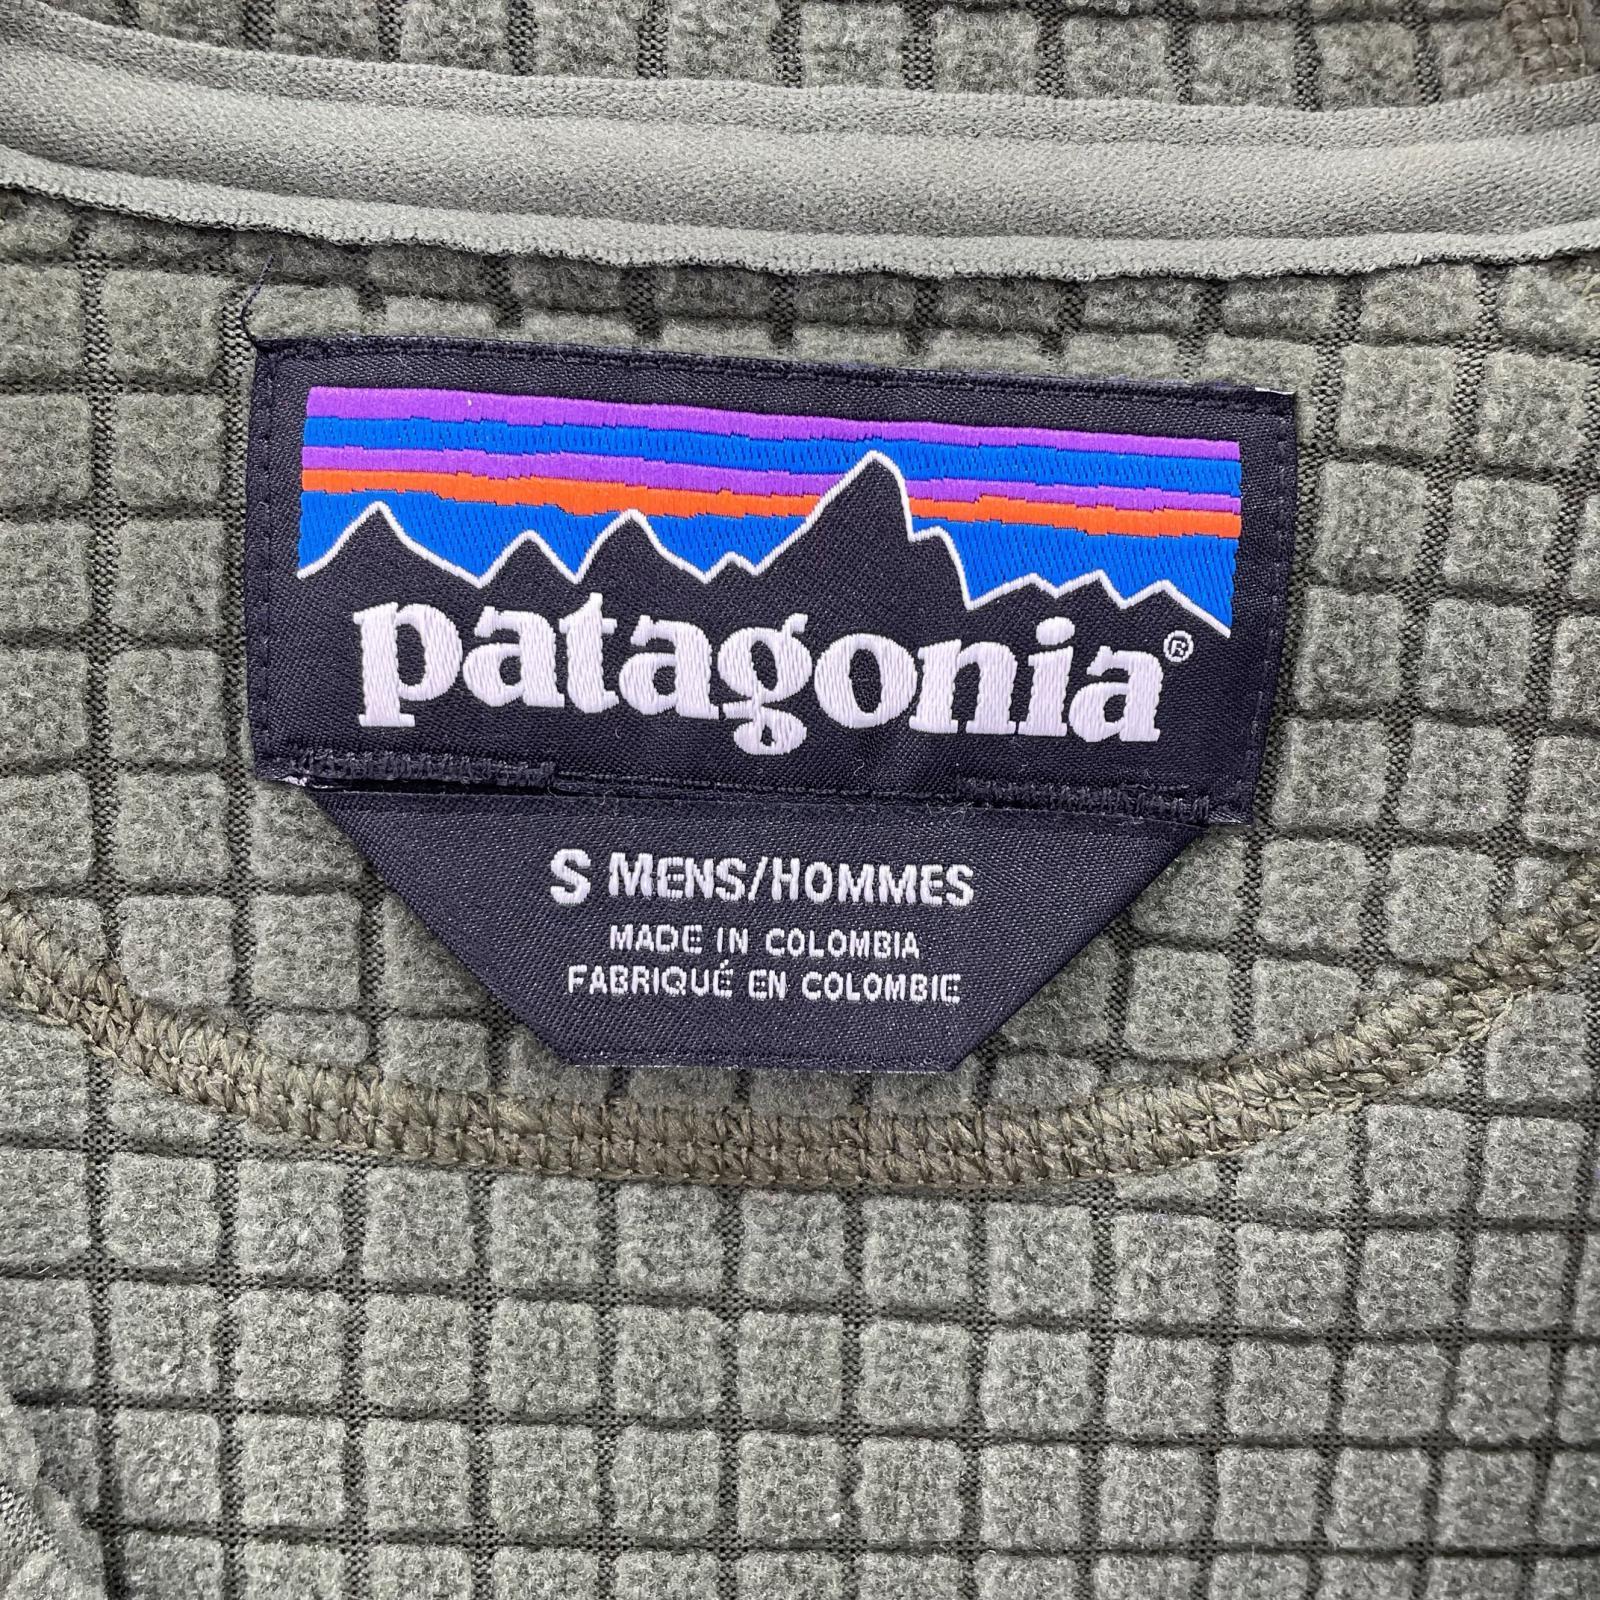 patagonia®
S MENS/HOMMES
MADE IN COLOMBIA
FABRIQUÉ EN COLOMBIE